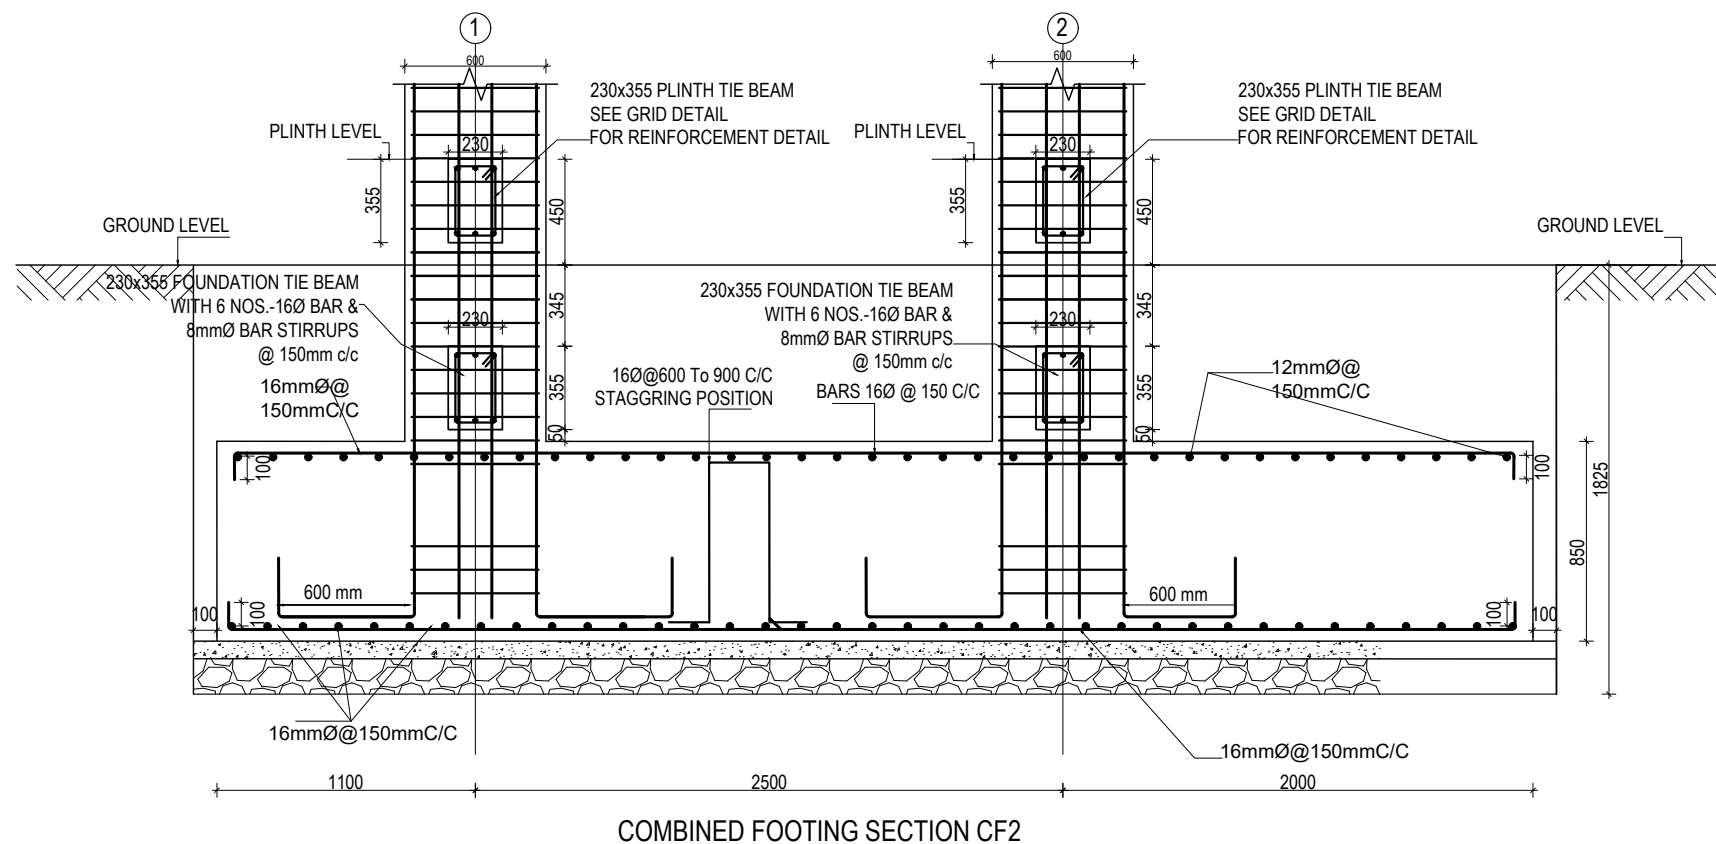 1
2
600
600
230x355 PLINTH TIE BEAM
SEE GRID DETAIL
FOR REINFORCEMENT DETAIL
230x355 PLINTH TIE BEAM
SEE GRID DETAIL
FOR REINFORCEMENT DETAIL
PLINTH LEVEL
PLINTH LEVEL
230
230
355
450
355
450
GROUND LEVEL
GROUND LEVEL
230x355 FOUNDATION TIE BEAM
WITH 6 NOS.-16Ø BAR &
8mmØ BAR STIRRUPS
@ 150mm c/c
230x355 FOUNDATION TIE BEAM
WITH 6 NOS.-16Ø BAR &
8mmØ BAR STIRRUPS
@ 150mm c/c
345
345
230
230
16mmØ@
150mmC/C
16Ø@600 To 900 C/C
STAGGRING POSITION
BARS 16Ø @ 150 C/C
12mmØ@
150mmC/C
355
355
50
50
100
100
1825
850
600 mm
600 mm
100
100
100
100
16mmØ@150mmC/C
16mmØ@150mmC/C
1100
2500
2000
COMBINED FOOTING SECTION CF2